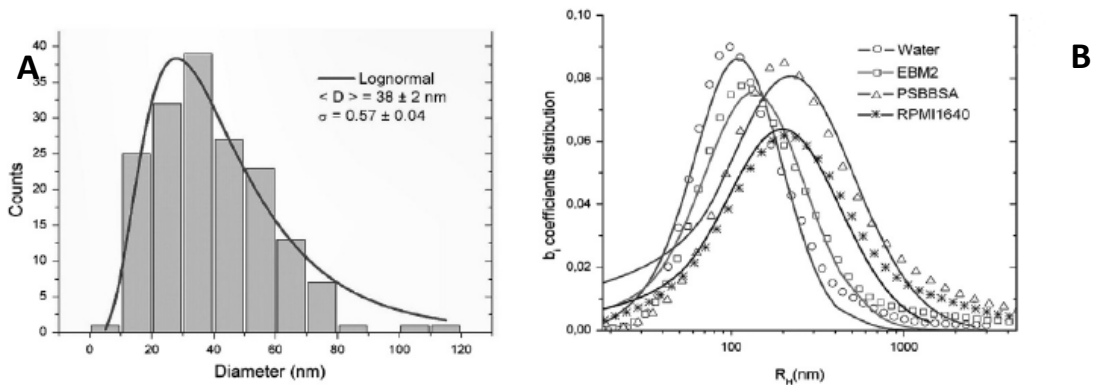 A
Counts
40
35
30
25
20
15
10
5
0
Lognormal
< D > = 38 ± 2 nm
σ = 0.57 ± 0.04
0 20 40 60 80 100 120
Diameter (nm)
B
b_i coefficients distribution
0,10
0,08
0,06
0,04
0,02
0,00
Water
EBM2
PSBBSA
RPMI1640
100 1000
R_H(nm)